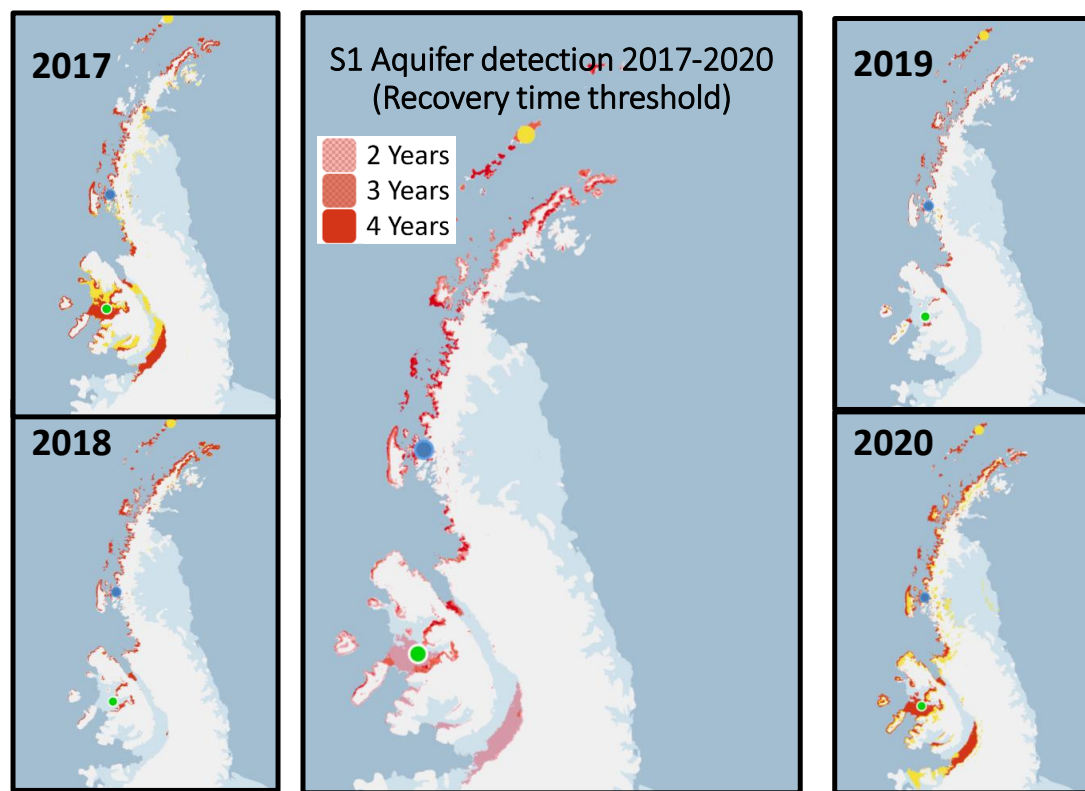 2017
S1 Aquifer detection 2017-2020
(Recovery time threshold)
2 Years
3 Years
4 Years
2019
2018
2020